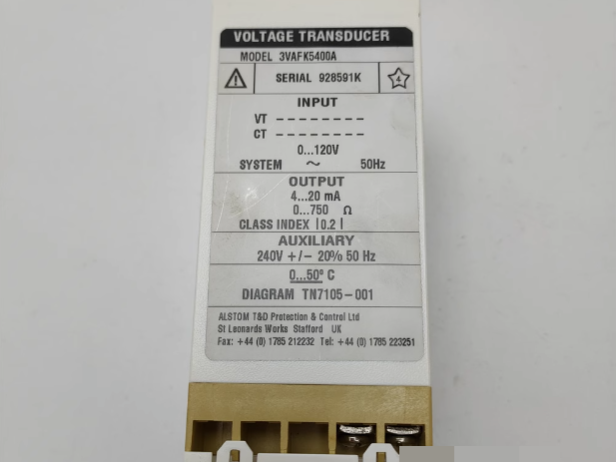 VOLTAGE TRANSDUCER
MODEL 3VAFK5400A
SERIAL 928591K
4
INPUT
VT - - - - - - - -
CT - - - - - - - -
0...120V
SYSTEM ~ 50Hz
OUTPUT
4...20 mA
0...750 Ω
CLASS INDEX |0.2|
AUXILIARY
240V +/- 20% 50 Hz
0...50º C
DIAGRAM TN7105-001
ALSTOM T&D Protection & Control Ltd
St Leonards Works Stafford UK
Fax: +44 (0) 1785 212232 Tel: +44 (0) 1785 223251